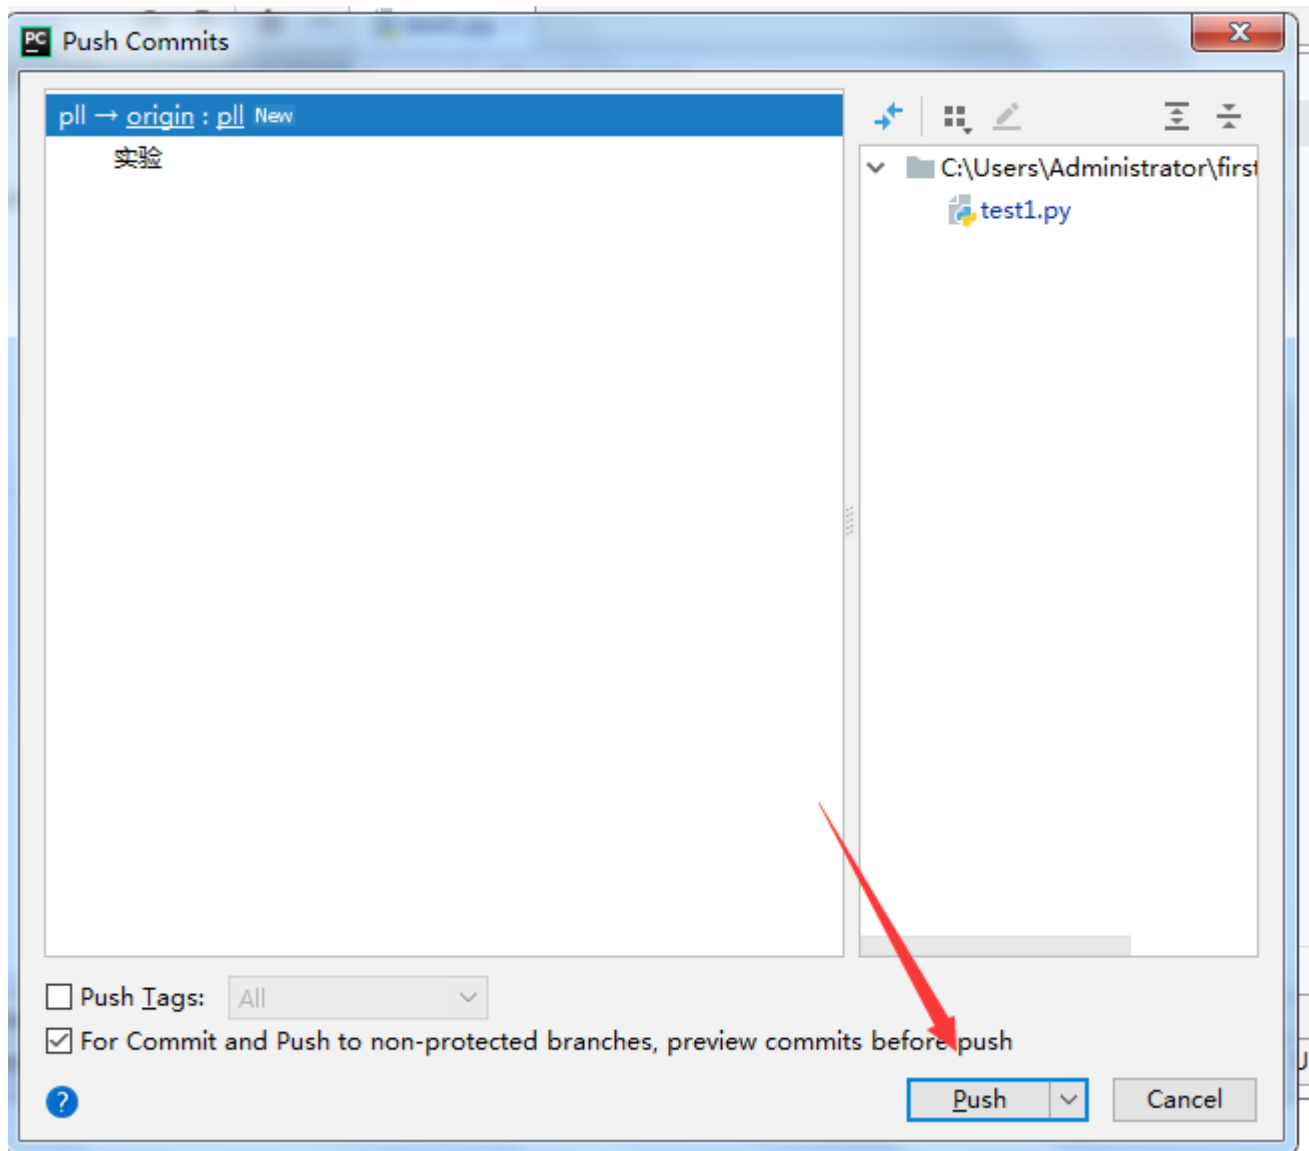 PC Push Commits
pll → origin : pll New
实验
C:\Users\Administrator\first
test1.py
Push Tags: All
For Commit and Push to non-protected branches, preview commits before push
? Push Cancel